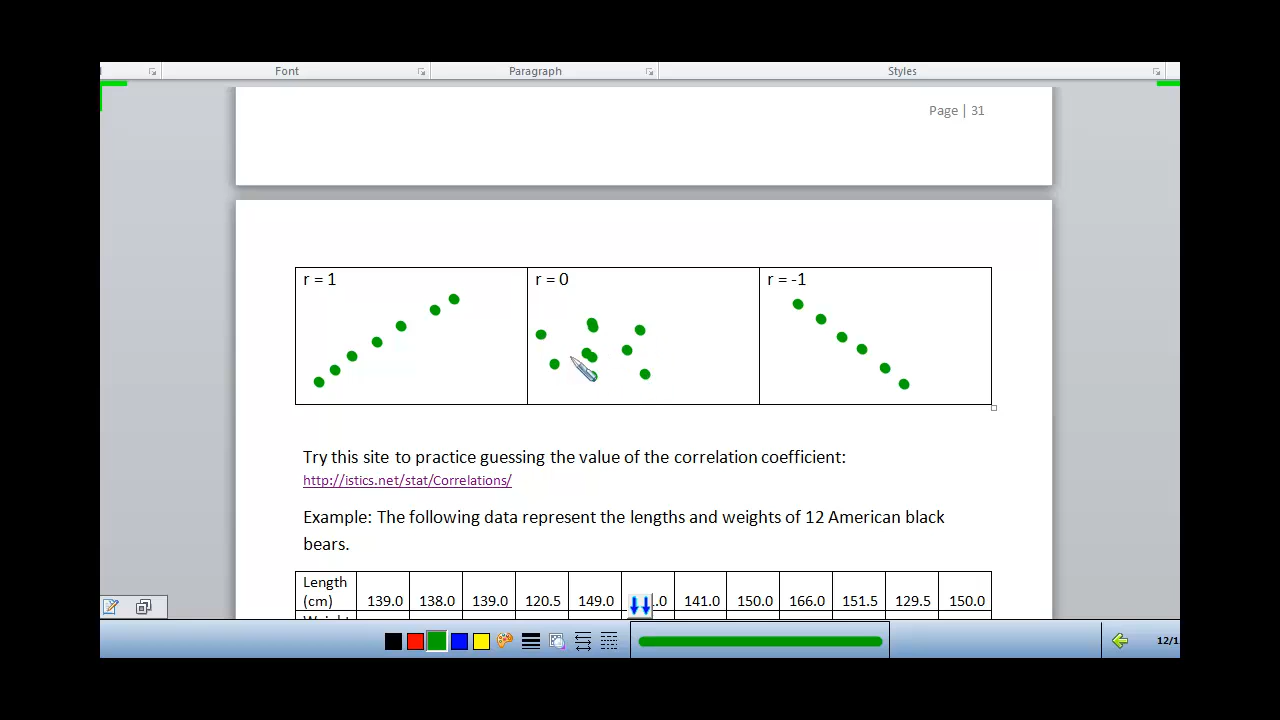 Font Paragraph Styles
Page | 31
r = 1 r = 0 r = -1
Try this site to practice guessing the value of the correlation coefficient:
http://istics.net/stat/Correlations/
Example: The following data represent the lengths and weights of 12 American black
bears.
Length
(cm) 139.0 138.0 139.0 120.5 149.0 .0 141.0 150.0 166.0 151.5 129.5 150.0
12/1